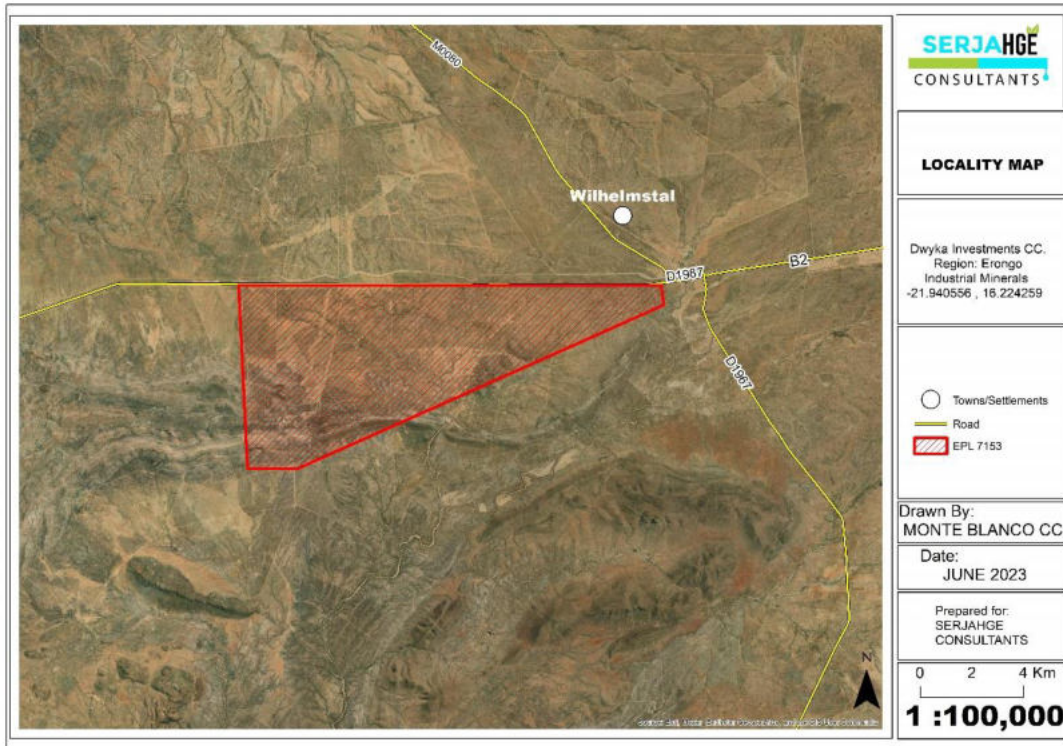 M0080
Wilhelmstal
D1987
B2
D1967
SERJAHGE
CONSULTANTS
LOCALITY MAP
Dwyka Investments CC.
Region: Erongo
Industrial Minerals
-21.940556 , 16.224259
Towns/Settlements
Road
EPL 7153
Drawn By:
MONTE BLANCO CC
Date:
JUNE 2023
Prepared for:
SERJAHGE
CONSULTANTS
N
0 2 4 Km
1 :100,000